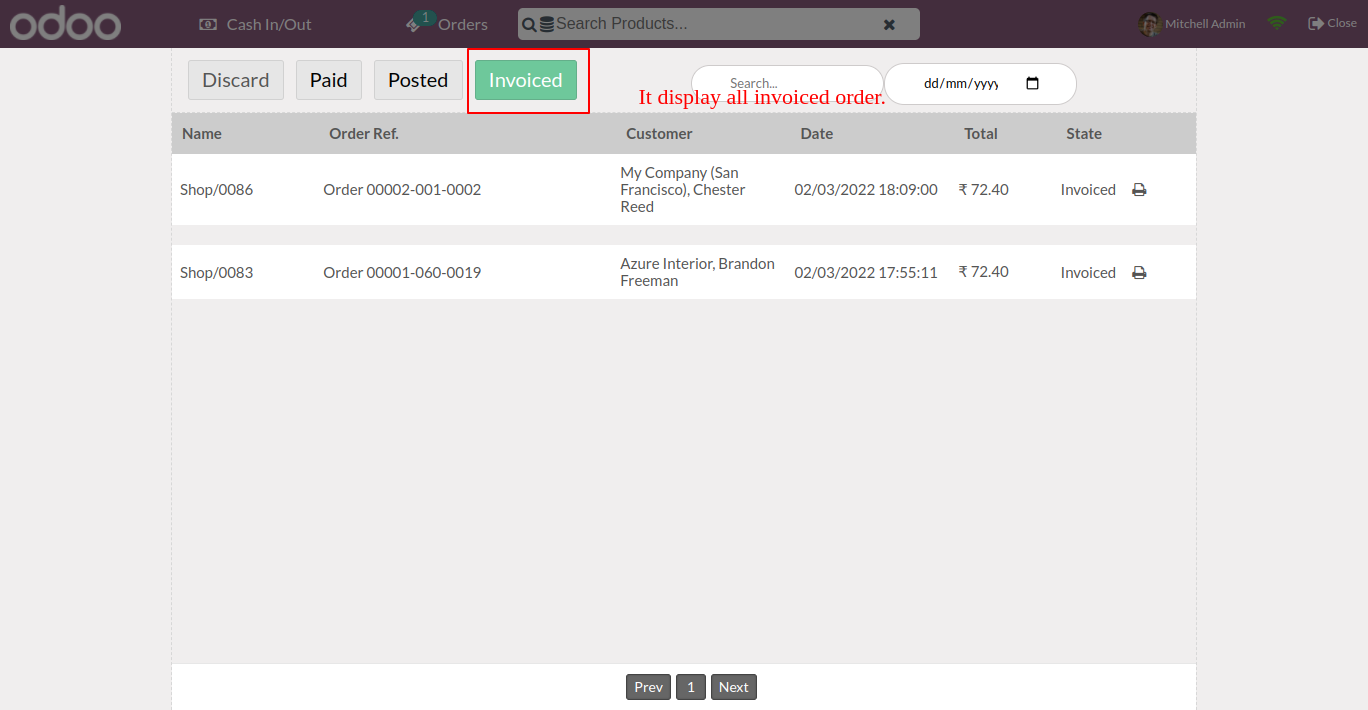 odoo Cash In/Out 1 Orders Search Products... Mitchell Admin Close
Discard Paid Posted Invoiced Search... dd/mm/yyyy
It display all invoiced order.
Name Order Ref. Customer Date Total State
Shop/0086 Order 00002-001-0002 My Company (San
Francisco), Chester
Reed 02/03/2022 18:09:00 ₹ 72.40 Invoiced
Shop/0083 Order 00001-060-0019 Azure Interior, Brandon
Freeman 02/03/2022 17:55:11 ₹ 72.40 Invoiced
Prev 1 Next